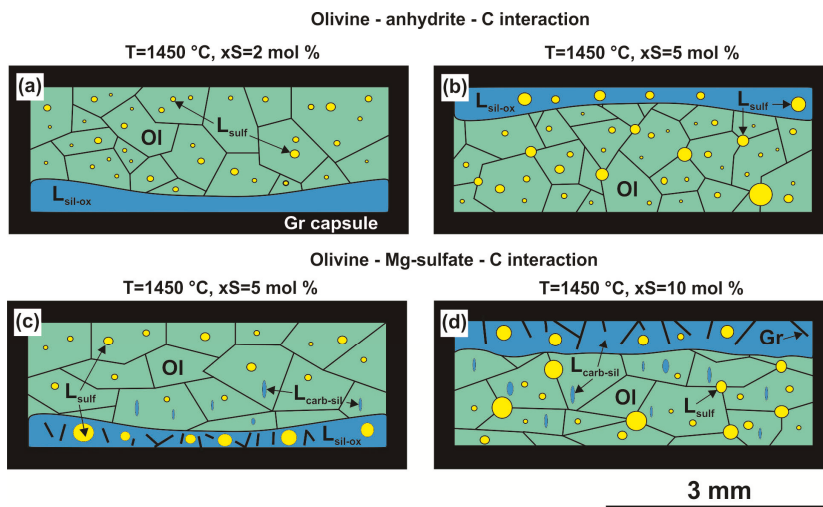 Olivine - anhydrite - C interaction
T=1450 °C, xS=2 mol %
T=1450 °C, xS=5 mol %
(a)
Lsulf
Ol
Lsil-ox
Gr capsule
(b)
Lsil-ox
Lsulf
Ol
Olivine - Mg-sulfate - C interaction
T=1450 °C, xS=5 mol %
T=1450 °C, xS=10 mol %
(c)
Ol
Lsulf
Lcarb-sil
Lsil-ox
(d)
Gr
Lcarb-sil
Ol
Lsulf
3 mm